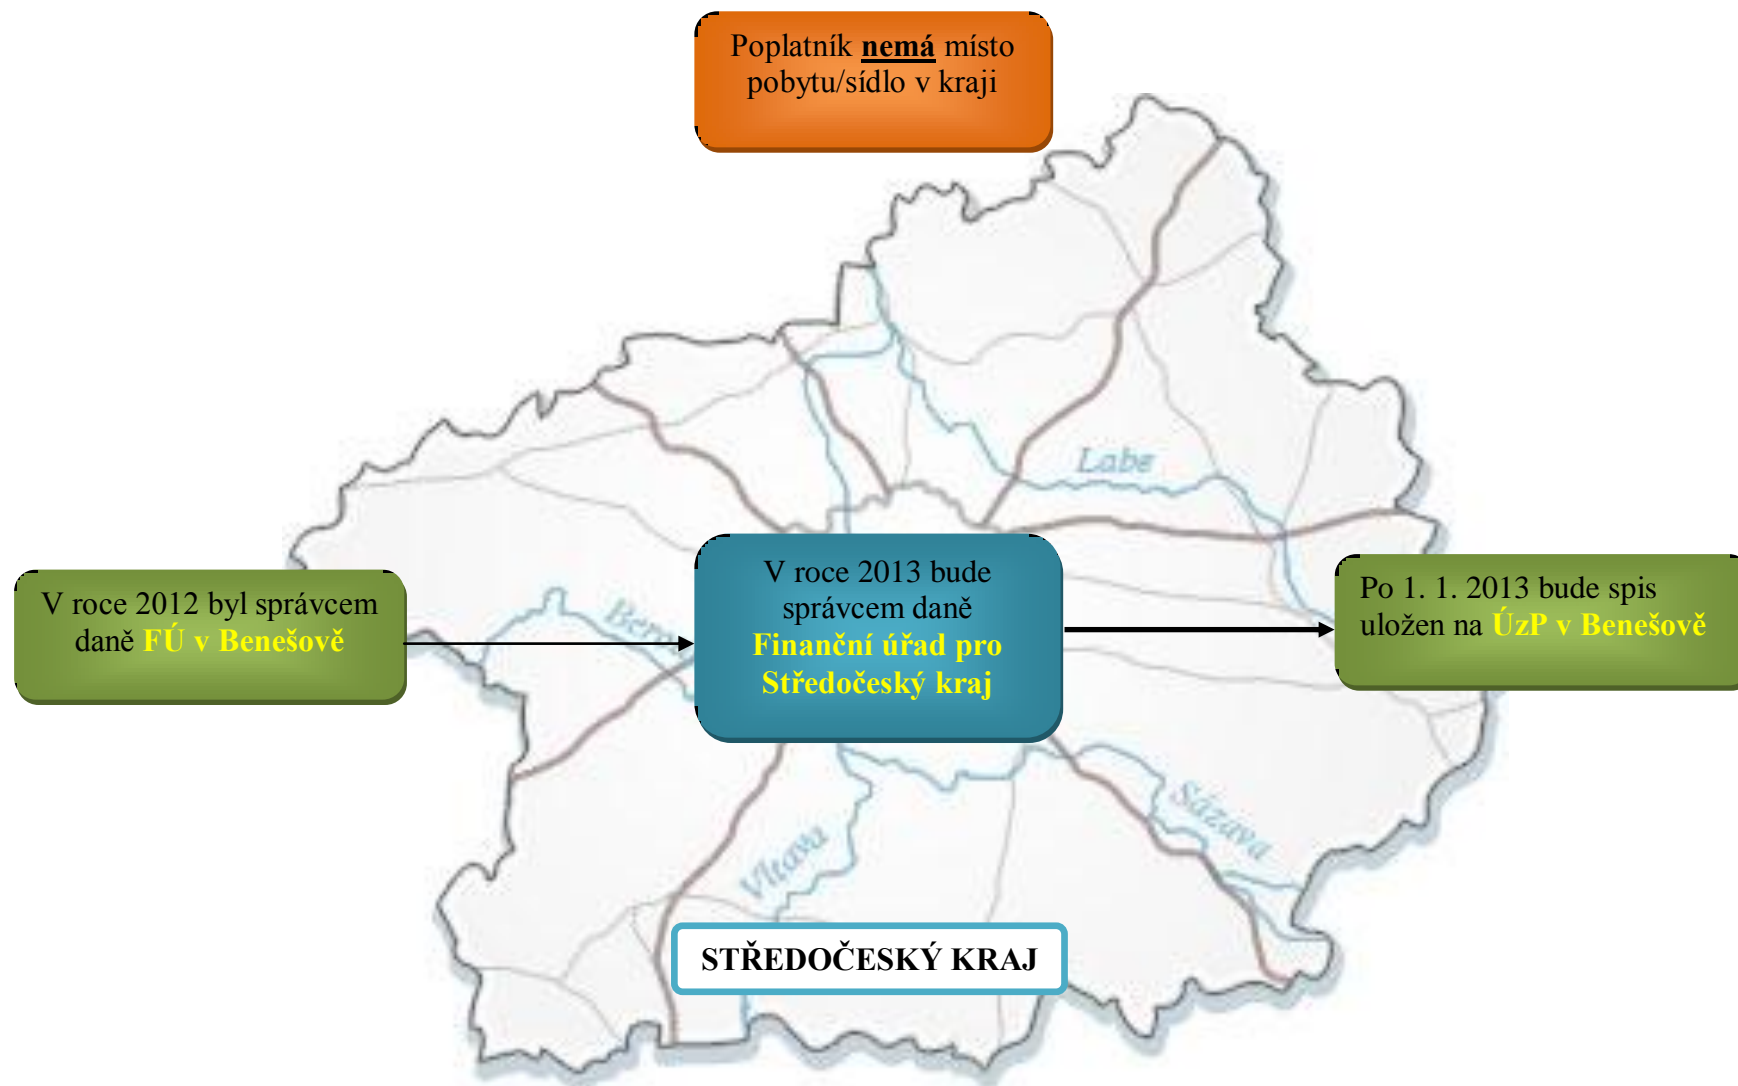 Poplatník nemá místo
pobytu/sídlo v kraji
Labe
V roce 2012 byl správcem
daně FÚ v Benešově
V roce 2013 bude
správcem daně
Finanční úřad pro
Středočeský kraj
Po 1. 1. 2013 bude spis
uložen na ÚzP v Benešově
Sázava
Vltava
STŘEDOČESKÝ KRAJ